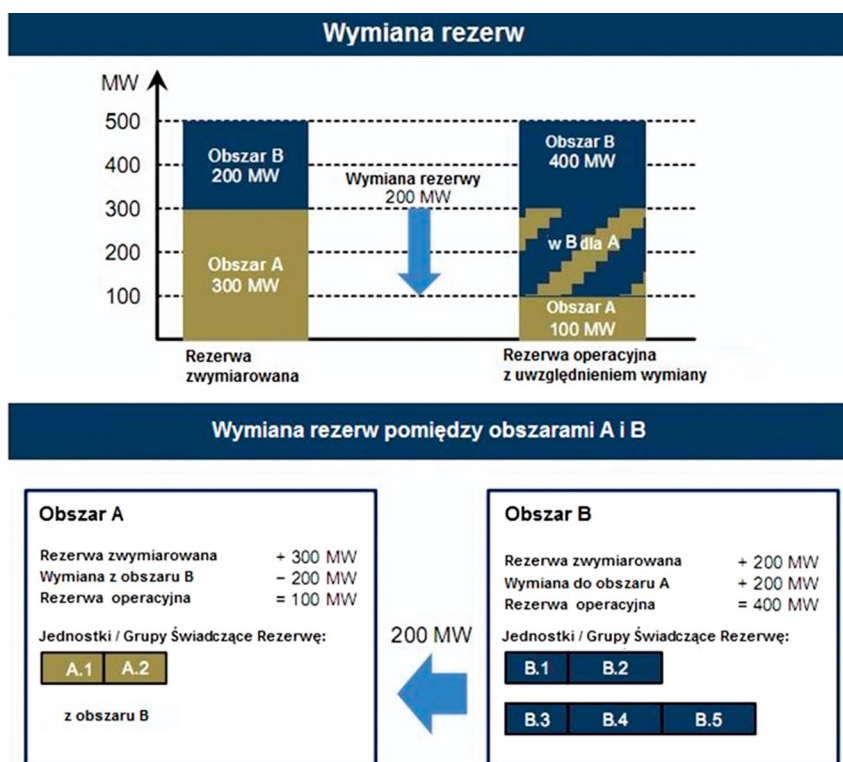 Wymiana rezerw
MW
500
400
300
200
100
Obszar B
200 MW
Obszar A
300 MW
Wymiana rezerwy
200 MW
Obszar B
400 MW
w B dla A
Obszar A
100 MW
Rezerwa
zwymiarowana
Rezerwa operacyjna
z uwzględnieniem wymiany
Wymiana rezerw pomiędzy obszarami A i B
Obszar A
Rezerwa zwymiarowana + 300 MW
Wymiana z obszaru B − 200 MW
Rezerwa operacyjna = 100 MW
Jednostki / Grupy Świadczące Rezerwę:
A.1 A.2
z obszaru B
200 MW
Obszar B
Rezerwa zwymiarowana + 200 MW
Wymiana do obszaru A + 200 MW
Rezerwa operacyjna = 400 MW
Jednostki / Grupy Świadczące Rezerwę:
B.1 B.2
B.3 B.4 B.5